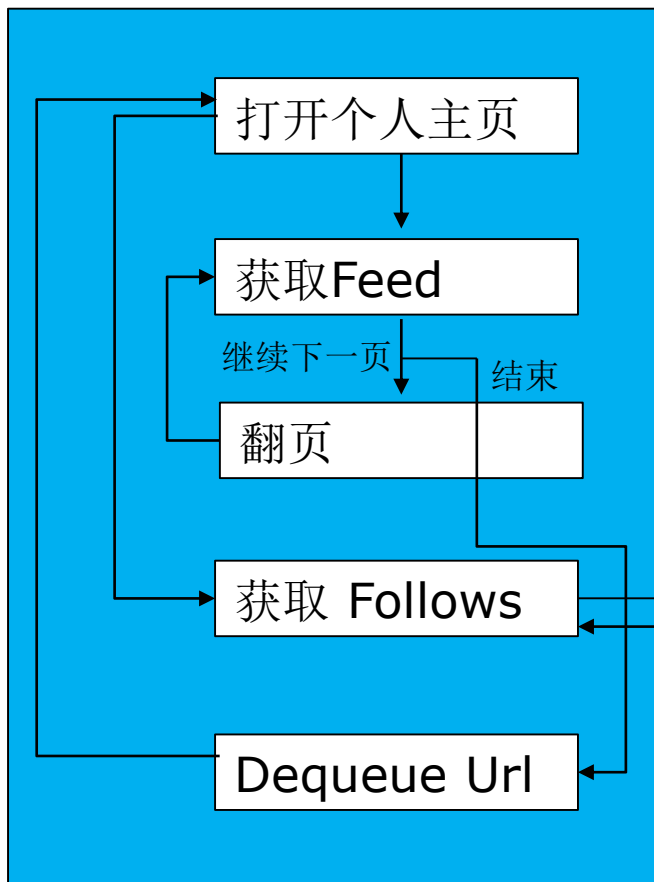 打开个人主页
获取Feed
继续下一页
结束
翻页
获取 Follows
Dequeue Url